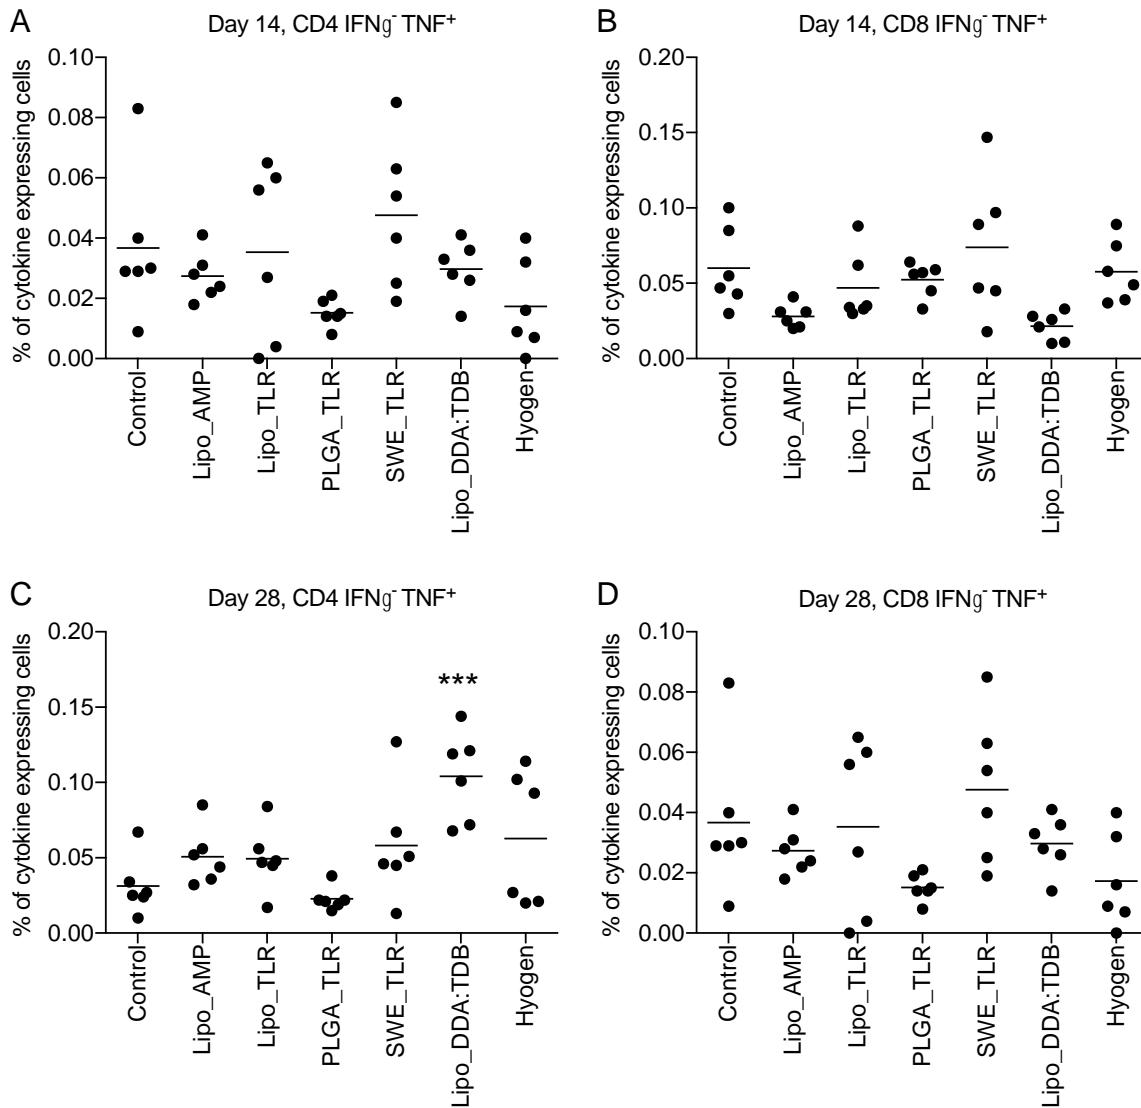 A
Day 14, CD4 IFNg- TNF+
% of cytokine expressing cells
0.10
0.08
0.06
0.04
0.02
0.00
Control
Lipo_AMP
Lipo_TLR
PLGA_TLR
SWE_TLR
Lipo_DDA:TDB
Hyogen
B
Day 14, CD8 IFNg- TNF+
% of cytokine expressing cells
0.20
0.15
0.10
0.05
0.00
Control
Lipo_AMP
Lipo_TLR
PLGA_TLR
SWE_TLR
Lipo_DDA:TDB
Hyogen
C
Day 28, CD4 IFNg- TNF+
% of cytokine expressing cells
0.20
0.15
0.10
0.05
0.00
***
Control
Lipo_AMP
Lipo_TLR
PLGA_TLR
SWE_TLR
Lipo_DDA:TDB
Hyogen
D
Day 28, CD8 IFNg- TNF+
% of cytokine expressing cells
0.10
0.08
0.06
0.04
0.02
0.00
Control
Lipo_AMP
Lipo_TLR
PLGA_TLR
SWE_TLR
Lipo_DDA:TDB
Hyogen